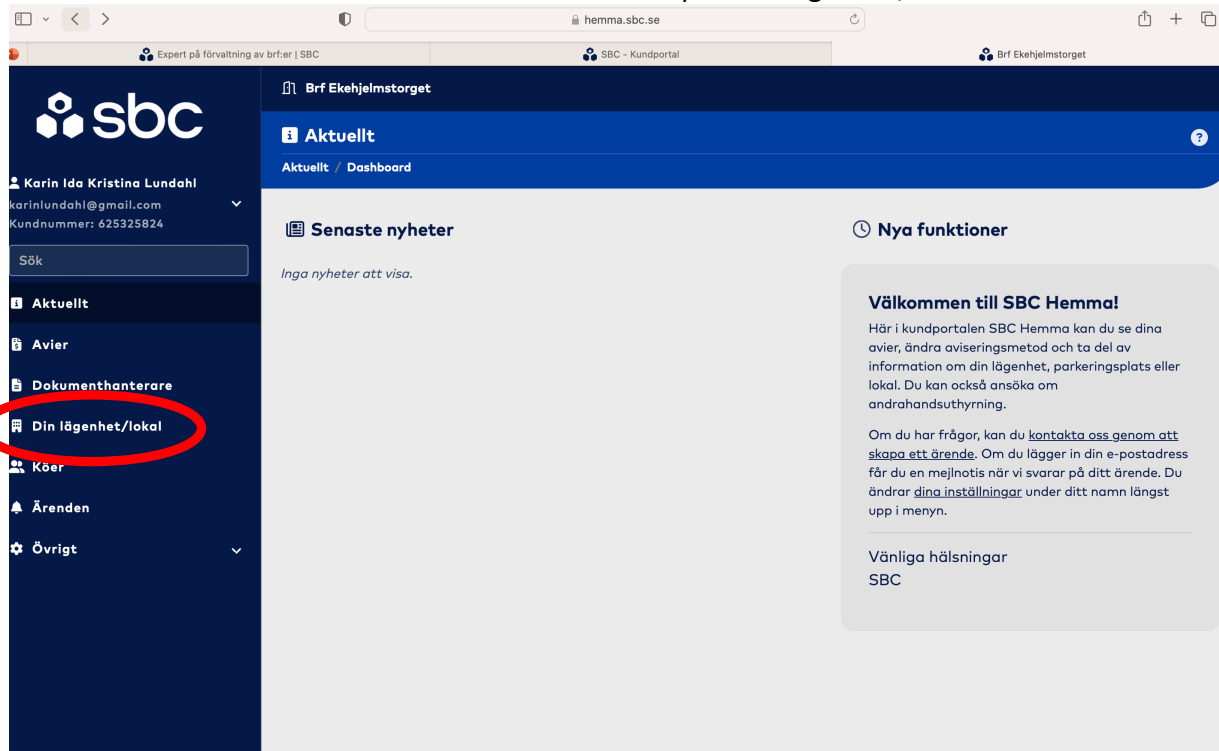 hemma.sbc.se
Expert på förvaltning av brf:er | SBC
SBC - Kundportal
Brf Ekehjelmstorget
sbc
Brf Ekehjelmstorget
Aktuellt
Aktuellt / Dashboard
Karin Ida Kristina Lundahl
karinlundahl@gmail.com
Kundnummer: 625325824
Sök
Aktuellt
Avier
Dokumenthanterare
Din lägenhet/lokal
Köer
Ärenden
Övrigt
Senaste nyheter
Inga nyheter att visa.
Nya funktioner
Välkommen till SBC Hemma!
Här i kundportalen SBC Hemma kan du se dina
avier, ändra aviseringsmetod och ta del av
information om din lägenhet, parkeringsplats eller
lokal. Du kan också ansöka om
andrahandsuthyrning.
Om du har frågor, kan du kontakta oss genom att
skapa ett ärende. Om du lägger in din e-postadress
får du en mejlnotis när vi svarar på ditt ärende. Du
ändrar dina inställningar under ditt namn längst
upp i menyn.
Vänliga hälsningar
SBC